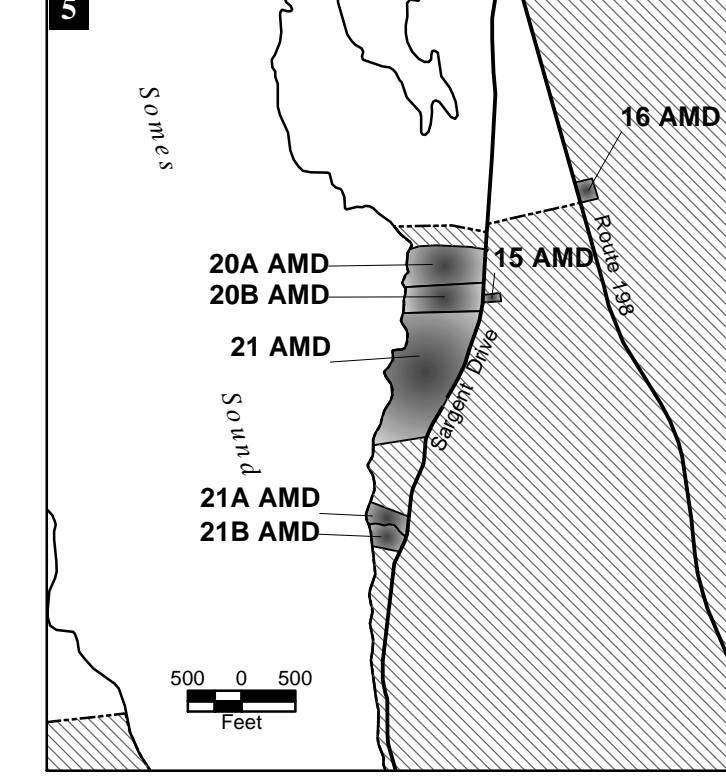 5
Somes
16 AMD
Route 198
20A AMD
15 AMD
20B AMD
21 AMD
Sargent Drive
Sound
21A AMD
21B AMD
500 0 500
Feet